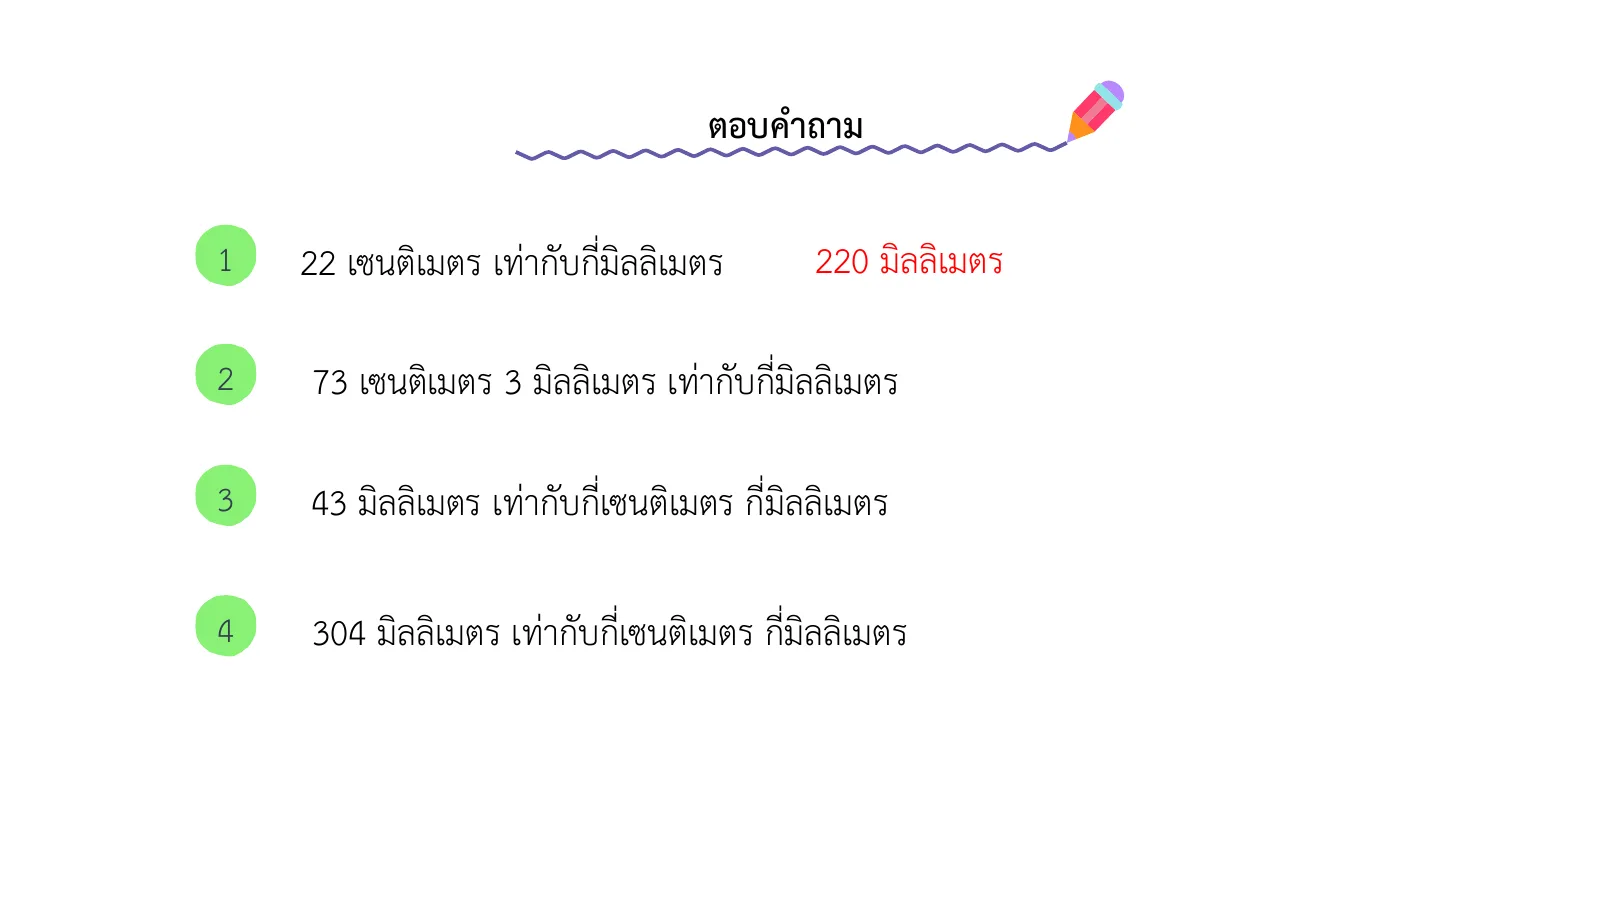 ตอบคำถาม
1 22 เซนติเมตร เท่ากับกี่มิลลิเมตร 220 มิลลิเมตร
2 73 เซนติเมตร 3 มิลลิเมตร เท่ากับกี่มิลลิเมตร
3 43 มิลลิเมตร เท่ากับกี่เซนติเมตร กี่มิลลิเมตร
4 304 มิลลิเมตร เท่ากับกี่เซนติเมตร กี่มิลลิเมตร